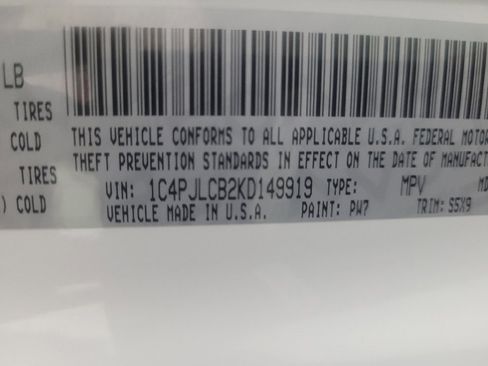 LB
TIRES
COLD
TIRES
) COLD
THIS VEHICLE CONFORMS TO ALL APPLICABLE U.S.A. FEDERAL MOTOR
THEFT PREVENTION STANDARDS IN EFFECT ON THE DATE OF MANUFACT
VIN: 1C4PJLCB2KD149919 TYPE: MPV MD
VEHICLE MADE IN U.S.A. PAINT: PW7 TRIM: S5X9